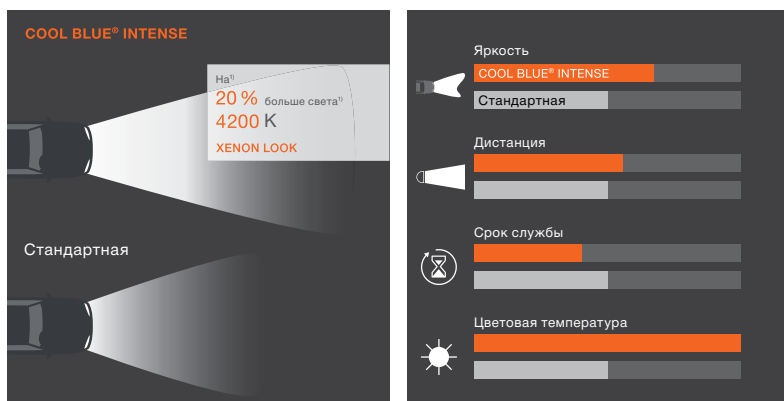 COOL BLUE® INTENSE
На¹⁾
20 % больше света¹⁾
4200 K
XENON LOOK
Стандартная
Яркость
COOL BLUE® INTENSE
Стандартная
Дистанция
Срок службы
Цветовая температура